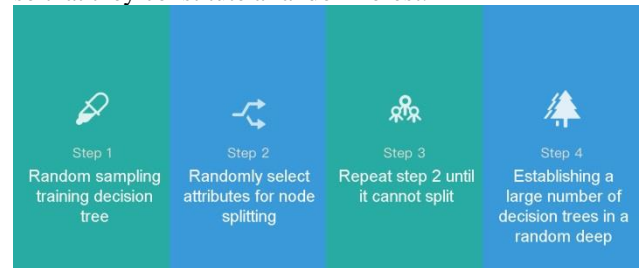 Step 1
Random sampling
training decision
tree
Step 2
Randomly select
attributes for node
splitting
Step 3
Repeat step 2 until
it cannot split
Step 4
Establishing a
large number of
decision trees in a
random deep